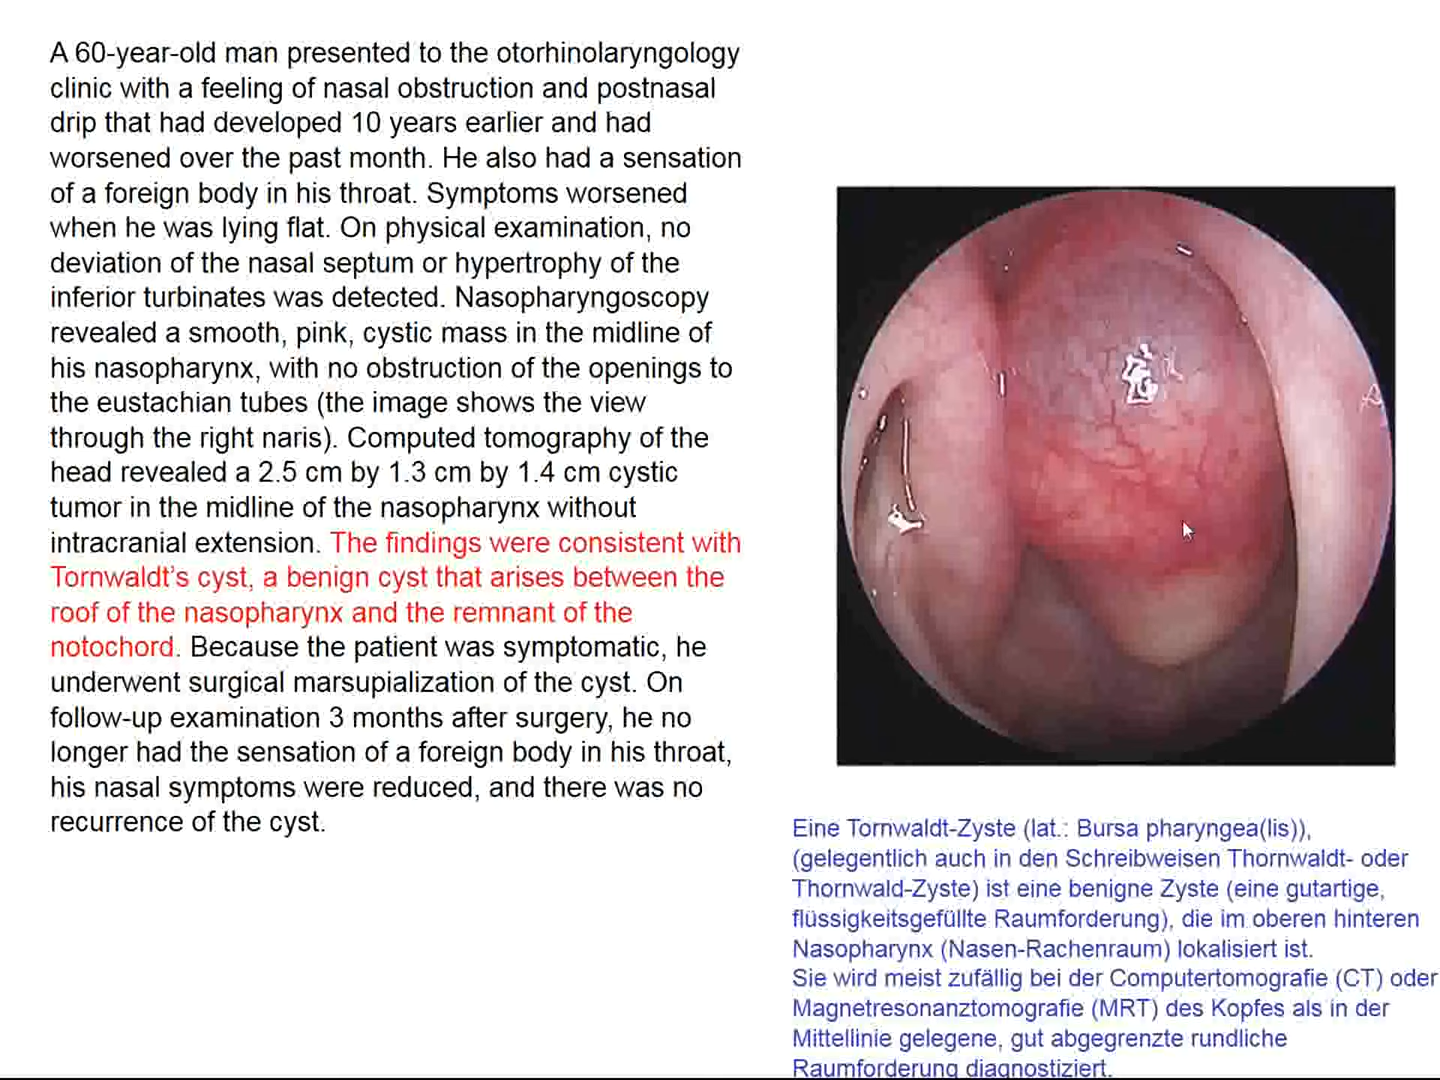 A 60-year-old man presented to the otorhinolaryngology
clinic with a feeling of nasal obstruction and postnasal
drip that had developed 10 years earlier and had
worsened over the past month. He also had a sensation
of a foreign body in his throat. Symptoms worsened
when he was lying flat. On physical examination, no
deviation of the nasal septum or hypertrophy of the
inferior turbinates was detected. Nasopharyngoscopy
revealed a smooth, pink, cystic mass in the midline of
his nasopharynx, with no obstruction of the openings to
the eustachian tubes (the image shows the view
through the right naris). Computed tomography of the
head revealed a 2.5 cm by 1.3 cm by 1.4 cm cystic
tumor in the midline of the nasopharynx without
intracranial extension. The findings were consistent with
Tornwaldt’s cyst, a benign cyst that arises between the
roof of the nasopharynx and the remnant of the
notochord. Because the patient was symptomatic, he
underwent surgical marsupialization of the cyst. On
follow-up examination 3 months after surgery, he no
longer had the sensation of a foreign body in his throat,
his nasal symptoms were reduced, and there was no
recurrence of the cyst.
Eine Tornwaldt-Zyste (lat.: Bursa pharyngea(lis)),
(gelegentlich auch in den Schreibweisen Thornwaldt- oder
Thornwald-Zyste) ist eine benigne Zyste (eine gutartige,
flüssigkeitsgefüllte Raumforderung), die im oberen hinteren
Nasopharynx (Nasen-Rachenraum) lokalisiert ist.
Sie wird meist zufällig bei der Computertomografie (CT) oder
Magnetresonanztomografie (MRT) des Kopfes als in der
Mittellinie gelegene, gut abgegrenzte rundliche
Raumforderung diagnostiziert.